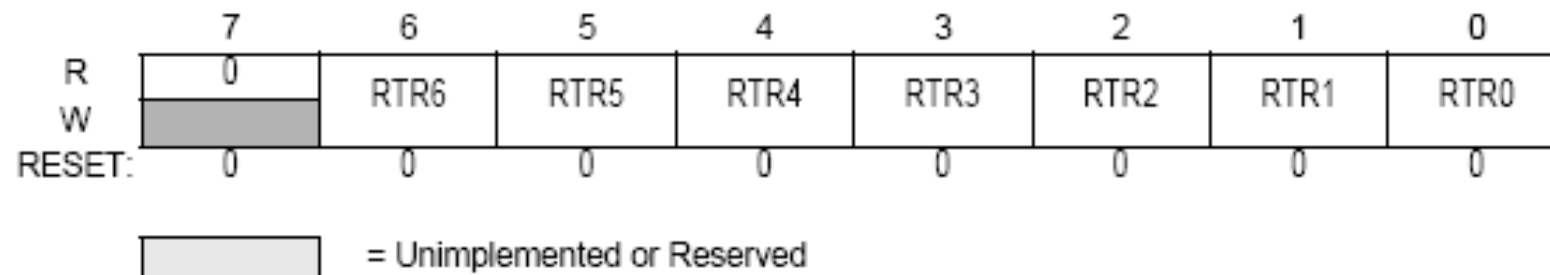 7 6 5 4 3 2 1 0
R 0 RTR6 RTR5 RTR4 RTR3 RTR2 RTR1 RTR0
W
RESET: 0 0 0 0 0 0 0 0
= Unimplemented or Reserved